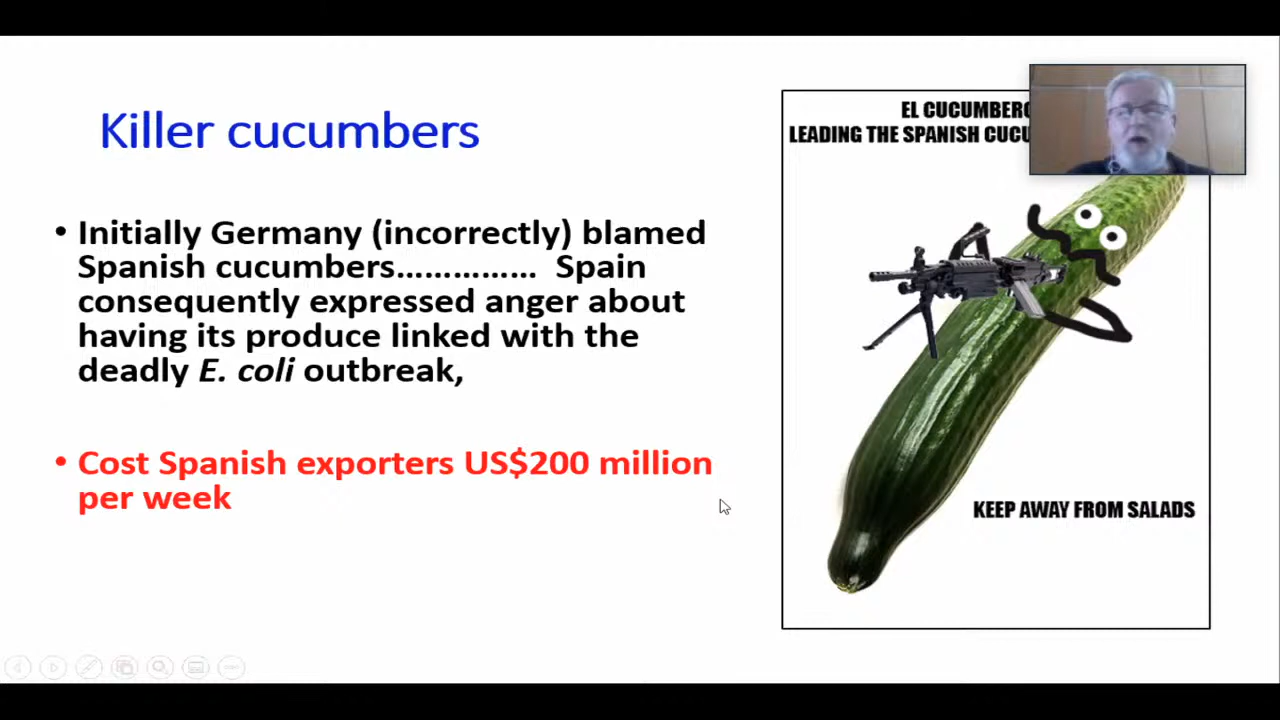 Killer cucumbers
• Initially Germany (incorrectly) blamed
Spanish cucumbers…………… Spain
consequently expressed anger about
having its produce linked with the
deadly E. coli outbreak,
• Cost Spanish exporters US$200 million
per week
EL CUCUMBERO
LEADING THE SPANISH
KEEP AWAY FROM SALADS